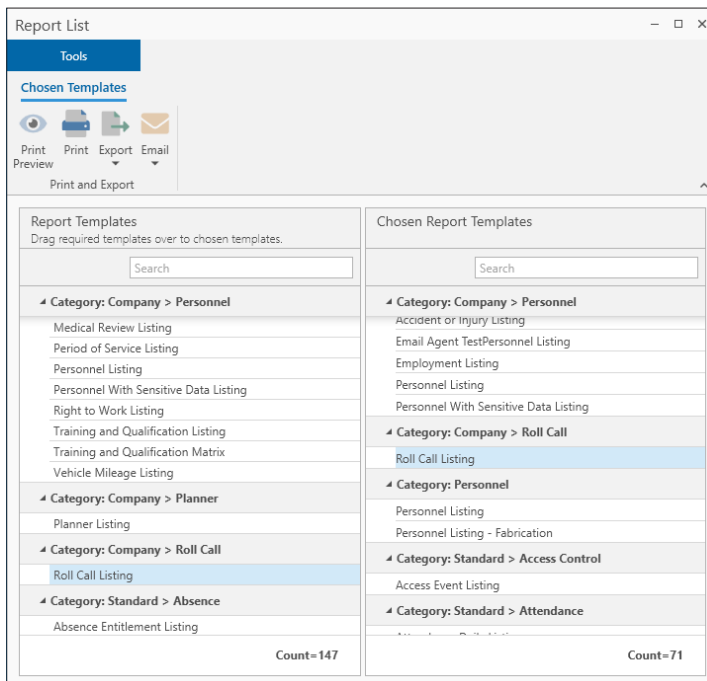 Report List
Tools
Chosen Templates
Print Preview
Print
Export
Email
Print and Export
Report Templates
Drag required templates over to chosen templates.
Search
Category: Company > Personnel
Medical Review Listing
Period of Service Listing
Personnel Listing
Personnel With Sensitive Data Listing
Right to Work Listing
Training and Qualification Listing
Training and Qualification Matrix
Vehicle Mileage Listing
Category: Company > Planner
Planner Listing
Category: Company > Roll Call
Roll Call Listing
Category: Standard > Absence
Absence Entitlement Listing
Count=147
Chosen Report Templates
Search
Category: Company > Personnel
Accident or Injury Listing
Email Agent TestPersonnel Listing
Employment Listing
Personnel Listing
Personnel With Sensitive Data Listing
Category: Company > Roll Call
Roll Call Listing
Category: Personnel
Personnel Listing
Personnel Listing - Fabrication
Category: Standard > Access Control
Access Event Listing
Category: Standard > Attendance
Count=71